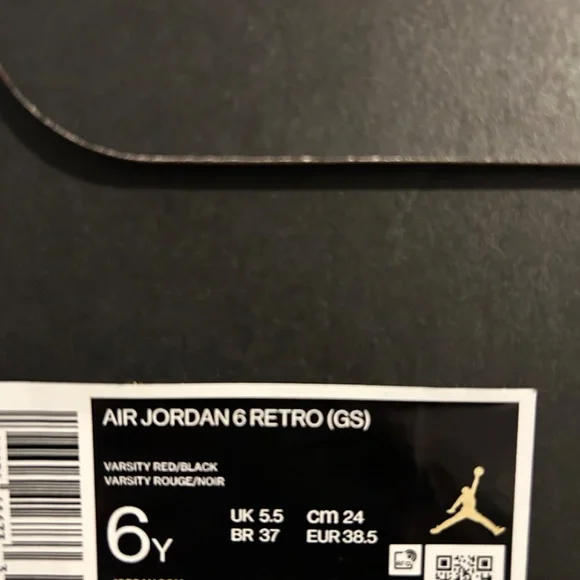 AIR JORDAN 6 RETRO (GS)
VARSITY RED/BLACK
VARSITY ROUGE/NOIR
6Y
UK 5.5 cm 24
BR 37 EUR 38.5